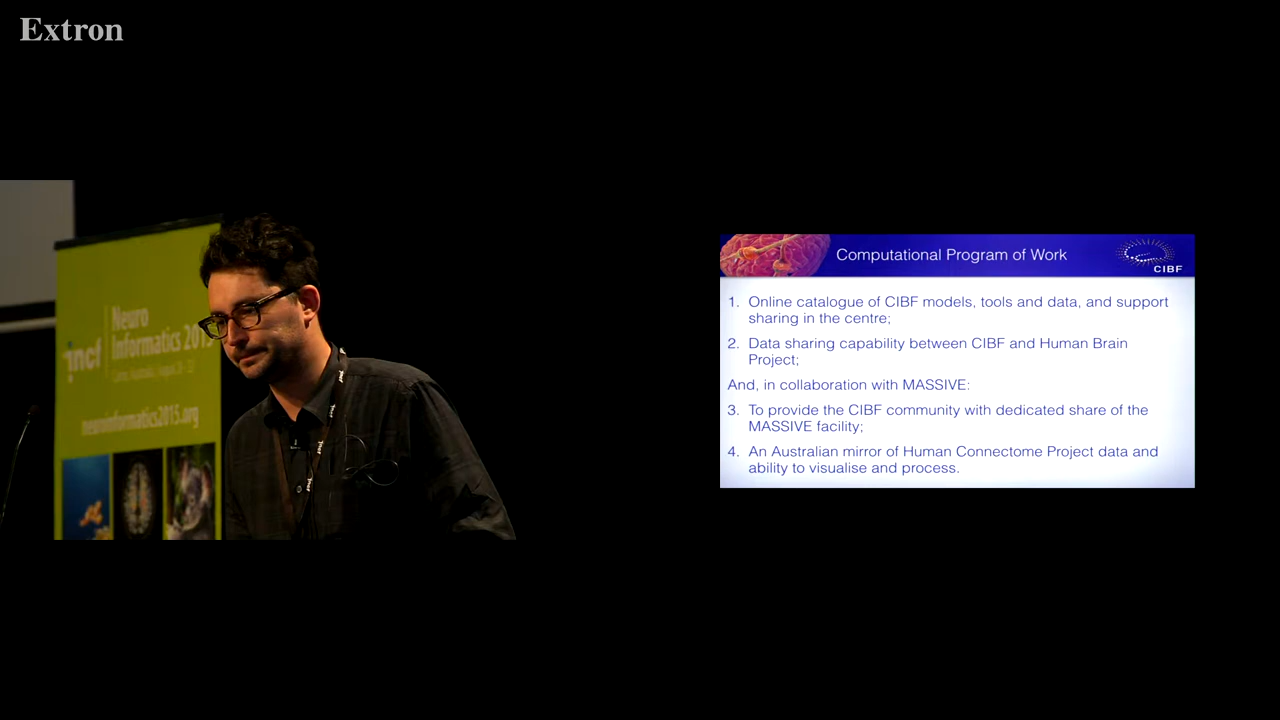 Extron
incf
Neuro
Informatics 2015
neuroinformatics2015.org
Computational Program of Work
CIBF
1. Online catalogue of CIBF models, tools and data, and support
sharing in the centre;
2. Data sharing capability between CIBF and Human Brain
Project;
And, in collaboration with MASSIVE:
3. To provide the CIBF community with dedicated share of the
MASSIVE facility;
4. An Australian mirror of Human Connectome Project data and
ability to visualise and process.